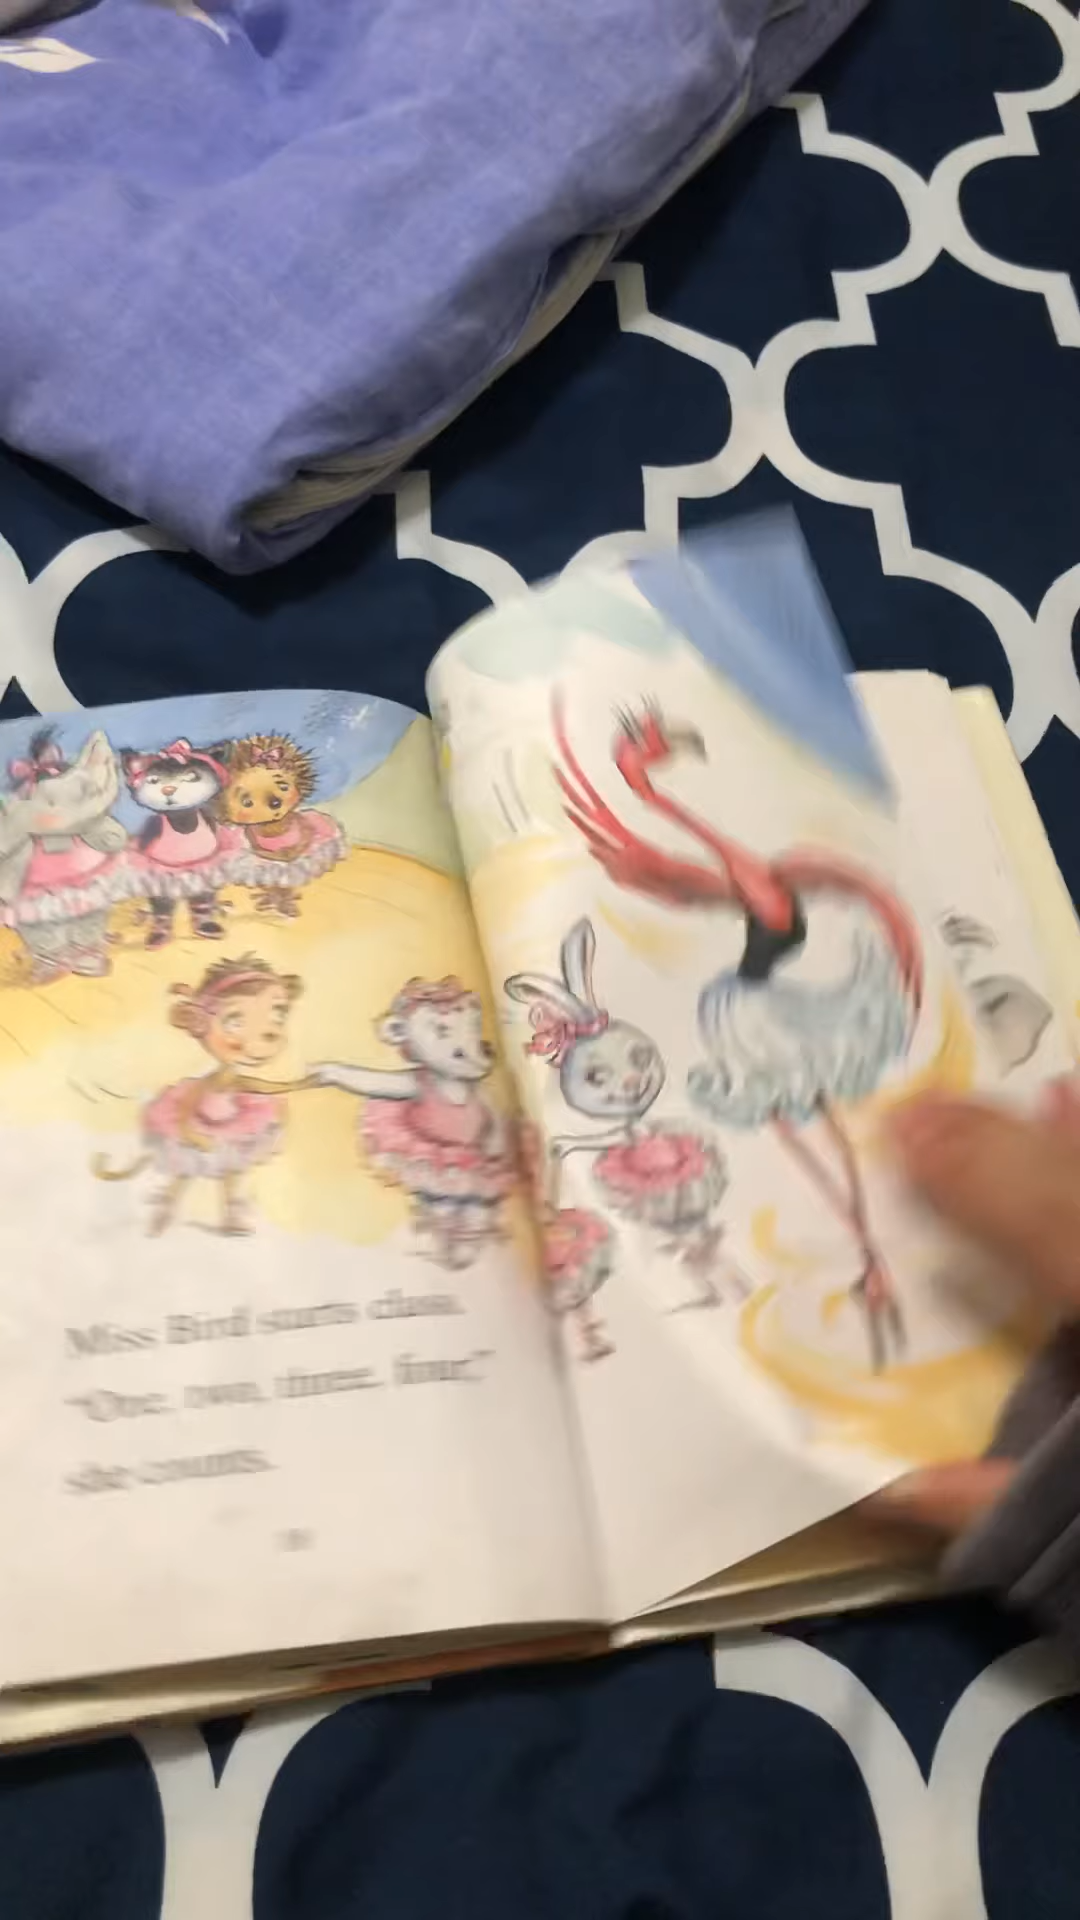 Miss Bird starts class.
"One, two, three, four,"
she counts.